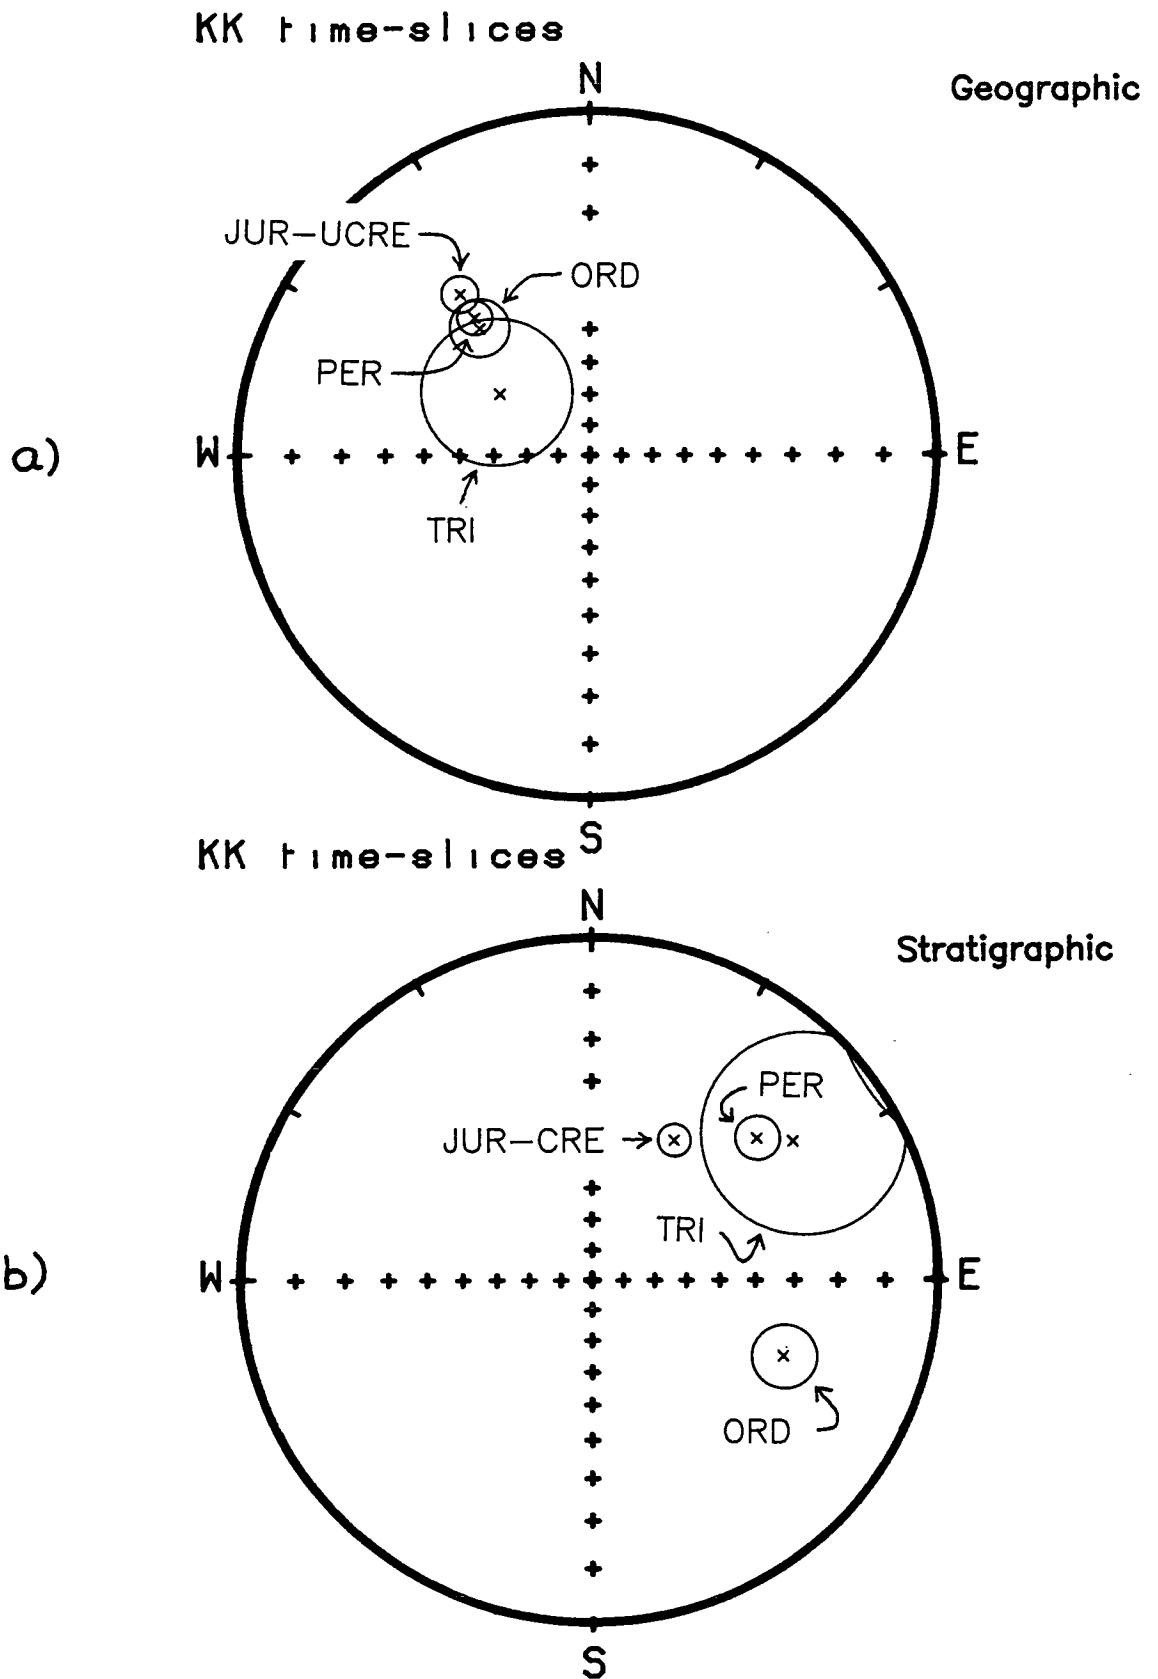 KK time-slices
N
Geographic
JUR-UCRE
ORD
PER
a)
W
E
TRI
S
KK time-slices
N
Stratigraphic
PER
JUR-CRE
TRI
b)
W
E
ORD
S